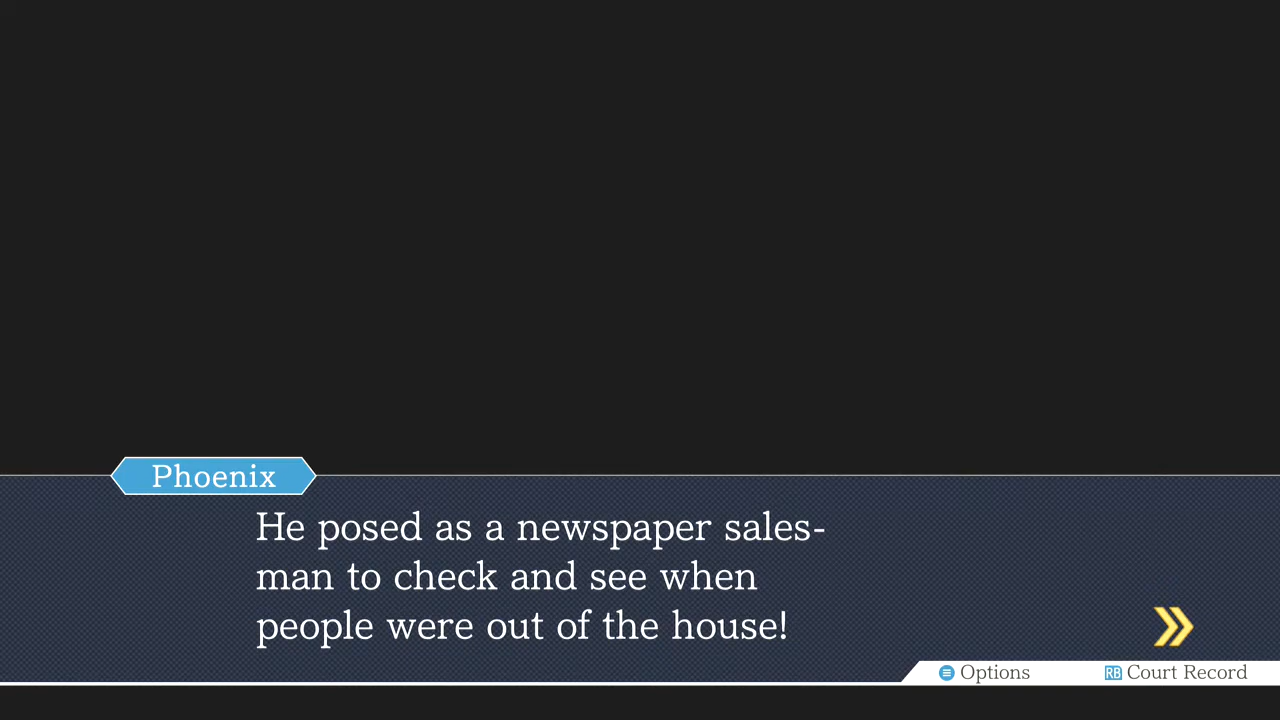 Phoenix
He posed as a newspaper sales-
man to check and see when
people were out of the house!
Options
RB Court Record